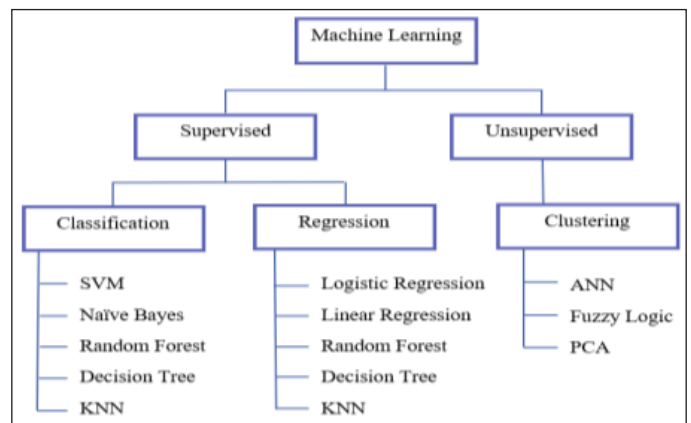 Machine Learning
Supervised
Unsupervised
Classification
Regression
Clustering
SVM
Naïve Bayes
Random Forest
Decision Tree
KNN
Logistic Regression
Linear Regression
Random Forest
Decision Tree
KNN
ANN
Fuzzy Logic
PCA